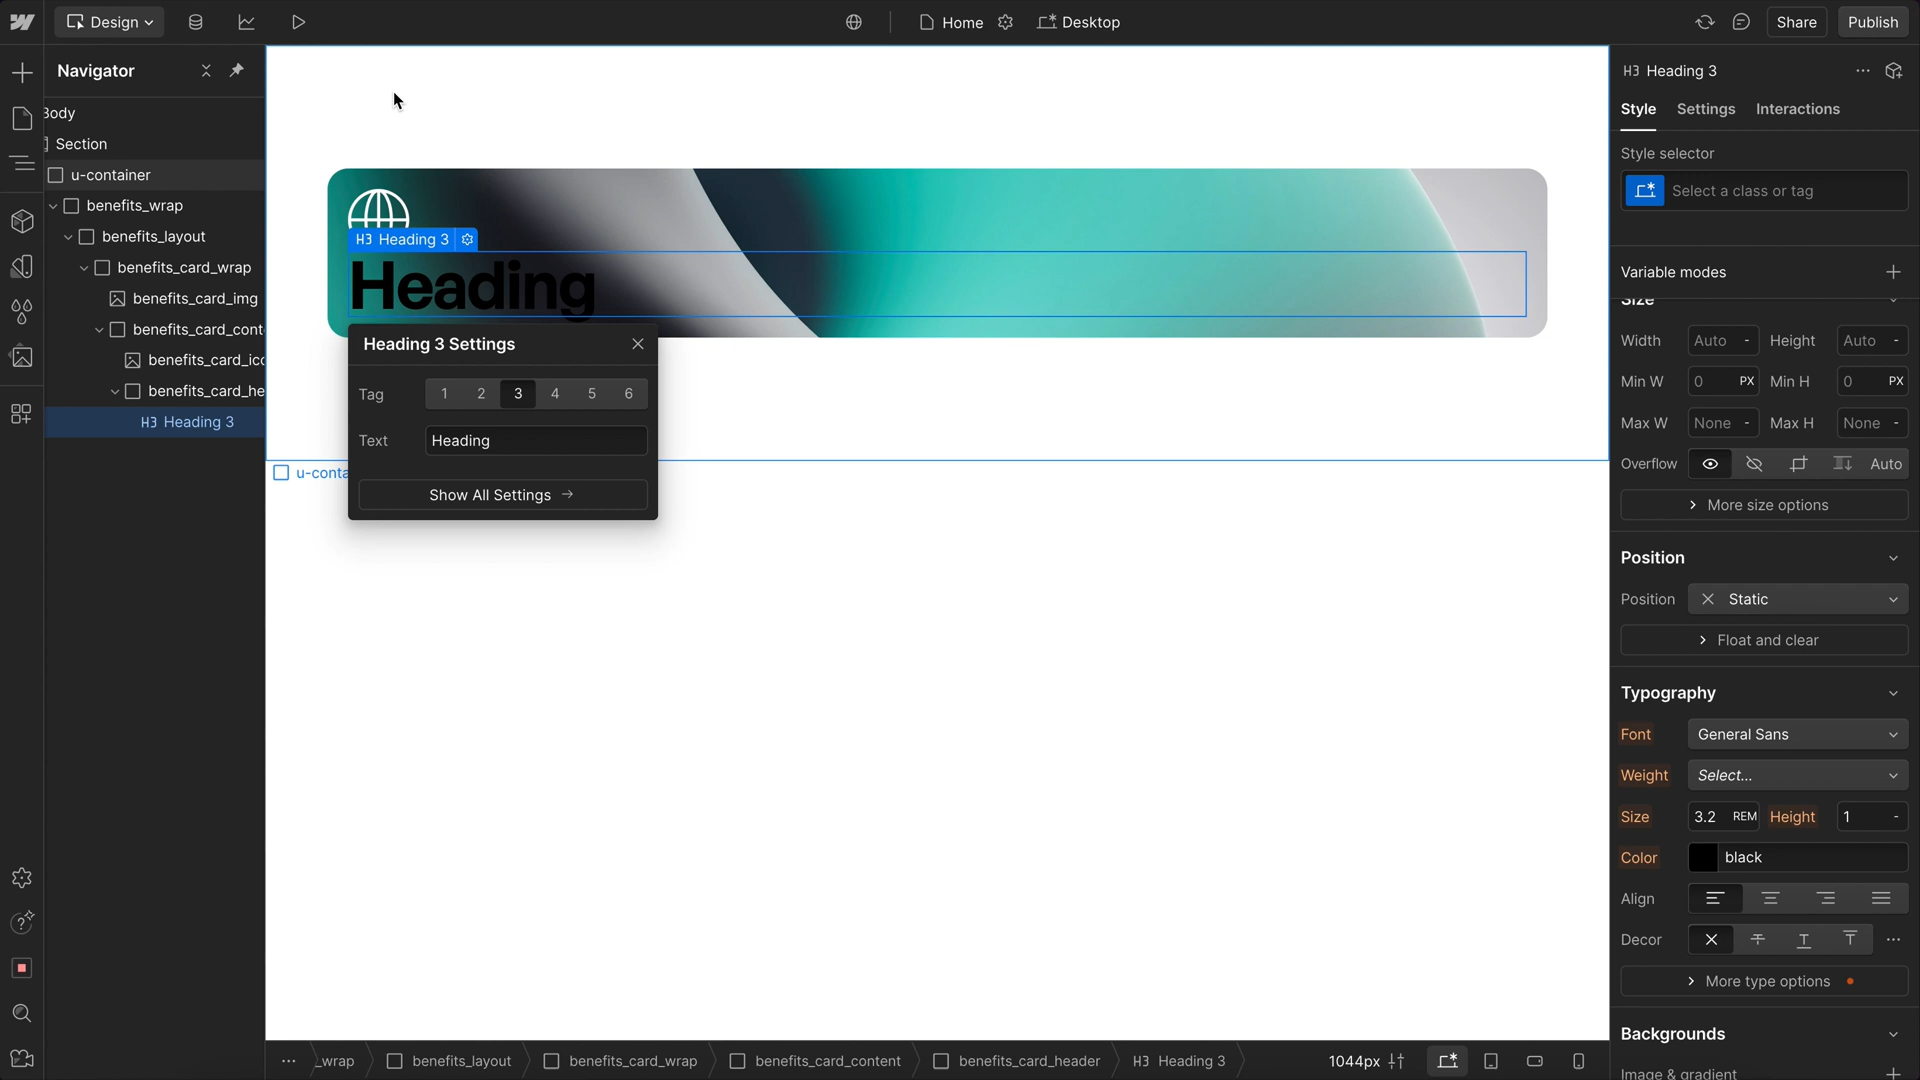 Design
Home
Desktop
Share
Publish
Navigator
Body
Section
u-container
benefits_wrap
benefits_layout
benefits_card_wrap
benefits_card_img
benefits_card_cont
benefits_card_ico
benefits_card_he
H3 Heading 3
H3 Heading 3
Heading
Heading 3 Settings
Tag 1 2 3 4 5 6
Text Heading
Show All Settings
u-conta
H3 Heading 3
Style Settings Interactions
Style selector
Select a class or tag
Variable modes
Size
Width Auto - Height Auto -
Min W 0 PX Min H 0 PX
Max W None - Max H None -
Overflow Auto
More size options
Position
Position Static
Float and clear
Typography
Font General Sans
Weight Select...
Size 3.2 REM Height 1 -
Color black
Align
Decor
More type options
Backgrounds
Image & gradient
_wrap benefits_layout benefits_card_wrap benefits_card_content benefits_card_header H3 Heading 3 1044px